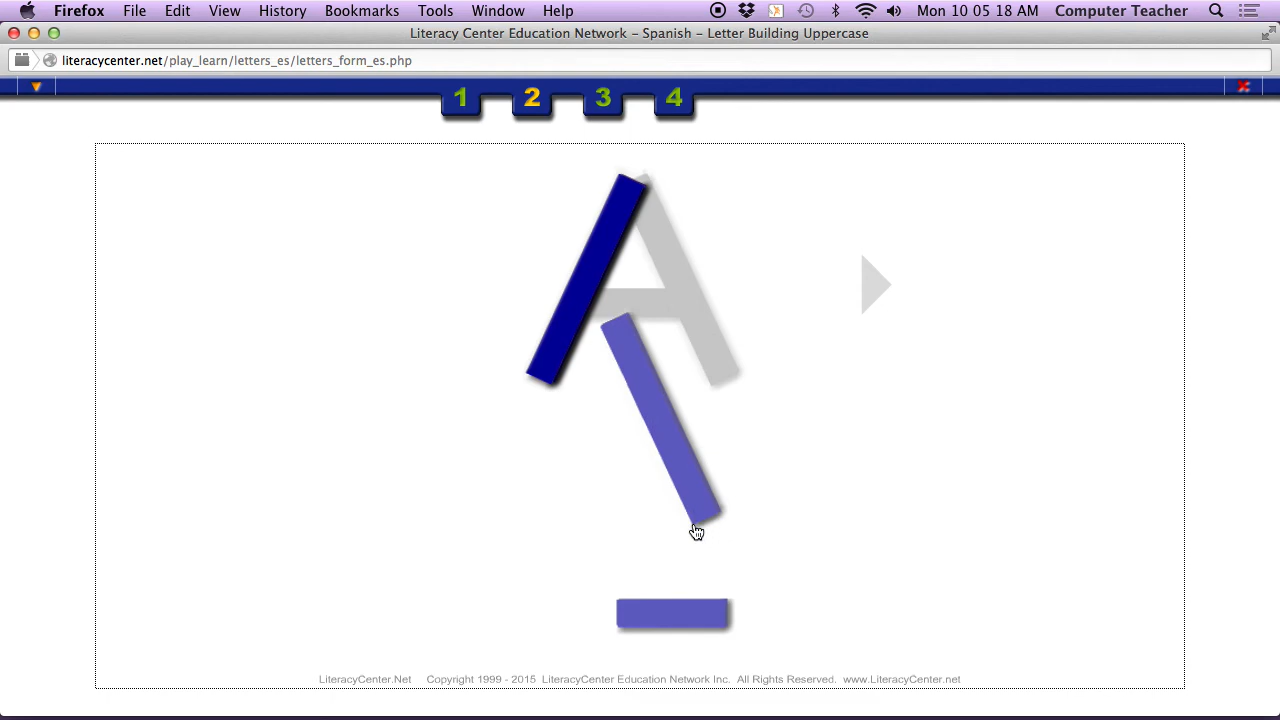 Firefox File Edit View History Bookmarks Tools Window Help Mon 10 05 18 AM Computer Teacher
Literacy Center Education Network – Spanish – Letter Building Uppercase
literacycenter.net/play_learn/letters_es/letters_form_es.php
1 2 3 4
A
LiteracyCenter.Net Copyright 1999 - 2015 LiteracyCenter Education Network Inc. All Rights Reserved. www.LiteracyCenter.net